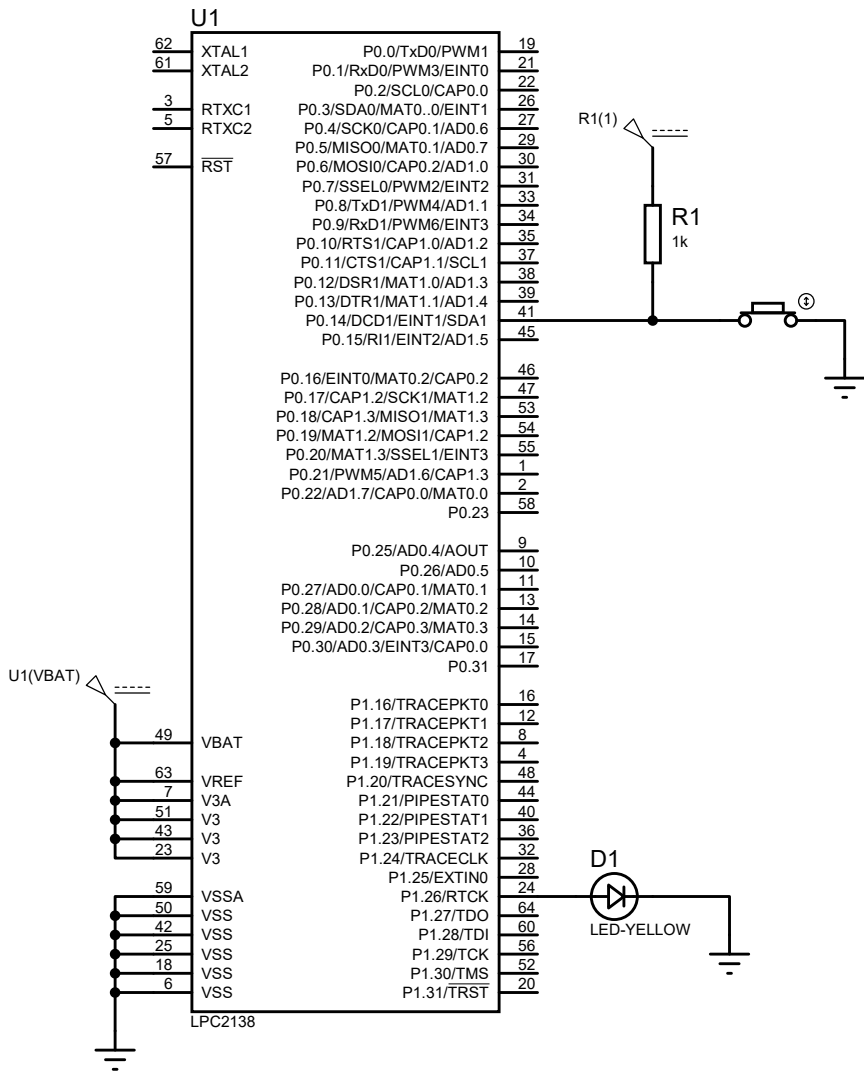 U1
62 XTAL1 P0.0/TxD0/PWM1 19
61 XTAL2 P0.1/RxD0/PWM3/EINT0 21
P0.2/SCL0/CAP0.0 22
3 RTXC1 P0.3/SDA0/MAT0..0/EINT1 26
5 RTXC2 P0.4/SCK0/CAP0.1/AD0.6 27
P0.5/MISO0/MAT0.1/AD0.7 29
57 RST P0.6/MOSI0/CAP0.2/AD1.0 30
P0.7/SSEL0/PWM2/EINT2 31
P0.8/TxD1/PWM4/AD1.1 33
P0.9/RxD1/PWM6/EINT3 34
P0.10/RTS1/CAP1.0/AD1.2 35
P0.11/CTS1/CAP1.1/SCL1 37
P0.12/DSR1/MAT1.0/AD1.3 38
P0.13/DTR1/MAT1.1/AD1.4 39
P0.14/DCD1/EINT1/SDA1 41
P0.15/RI1/EINT2/AD1.5 45
P0.16/EINT0/MAT0.2/CAP0.2 46
P0.17/CAP1.2/SCK1/MAT1.2 47
P0.18/CAP1.3/MISO1/MAT1.3 53
P0.19/MAT1.2/MOSI1/CAP1.2 54
P0.20/MAT1.3/SSEL1/EINT3 55
P0.21/PWM5/AD1.6/CAP1.3 1
P0.22/AD1.7/CAP0.0/MAT0.0 2
P0.23 58
P0.25/AD0.4/AOUT 9
P0.26/AD0.5 10
P0.27/AD0.0/CAP0.1/MAT0.1 11
P0.28/AD0.1/CAP0.2/MAT0.2 13
P0.29/AD0.2/CAP0.3/MAT0.3 14
P0.30/AD0.3/EINT3/CAP0.0 15
P0.31 17
P1.16/TRACEPKT0 16
P1.17/TRACEPKT1 12
49 VBAT P1.18/TRACEPKT2 8
P1.19/TRACEPKT3 4
63 VREF P1.20/TRACESYNC 48
7 V3A P1.21/PIPESTAT0 44
51 V3 P1.22/PIPESTAT1 40
43 V3 P1.23/PIPESTAT2 36
23 V3 P1.24/TRACECLK 32
P1.25/EXTIN0 28
59 VSSA P1.26/RTCK 24
50 VSS P1.27/TDO 64
42 VSS P1.28/TDI 60
25 VSS P1.29/TCK 56
18 VSS P1.30/TMS 52
6 VSS P1.31/TRST 20
LPC2138
U1(VBAT)
R1(1)
R1
1k
D1
LED-YELLOW